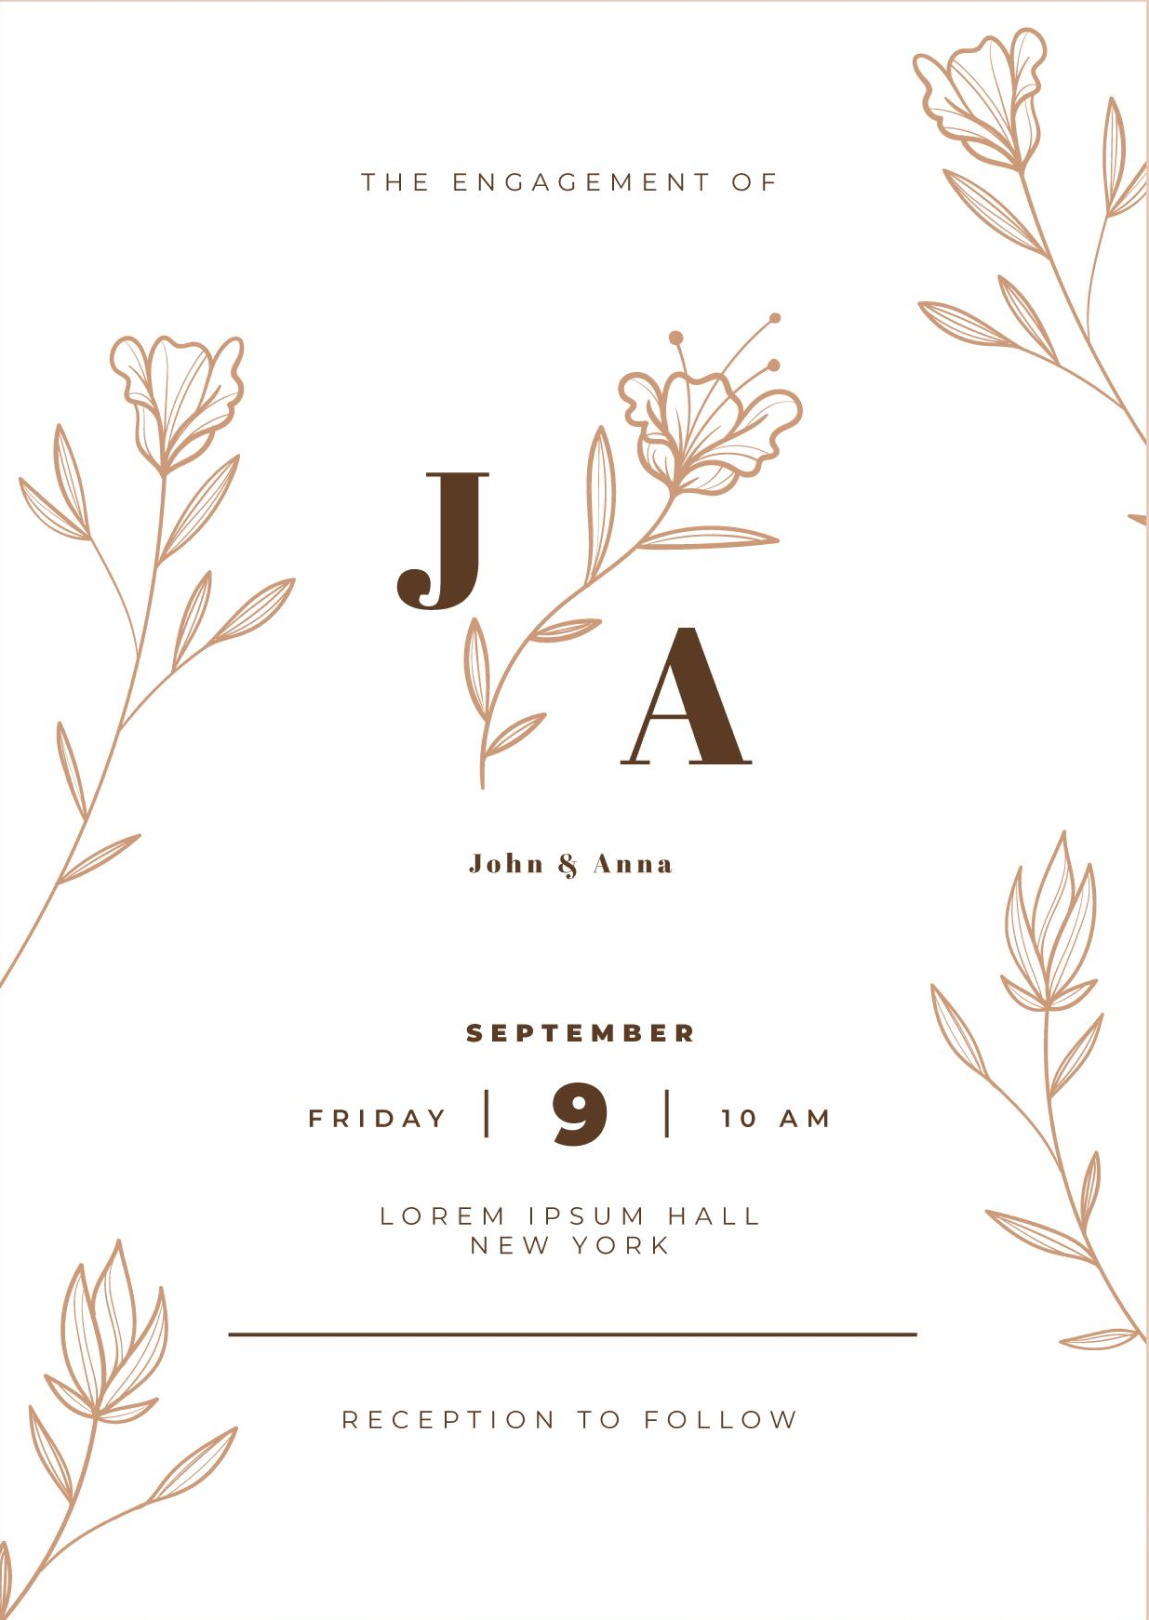 THE ENGAGEMENT OF
J
A
John & Anna
SEPTEMBER
FRIDAY | 9 | 10 AM
LOREM IPSUM HALL
NEW YORK
RECEPTION TO FOLLOW